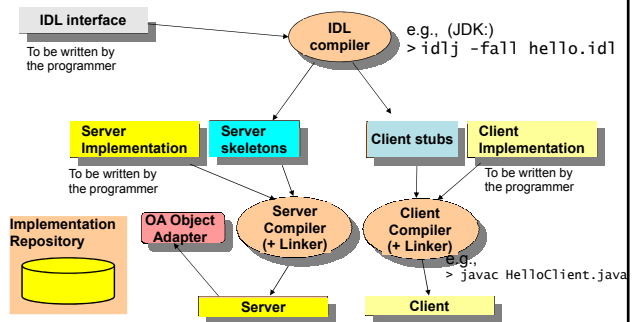 IDL interface
To be written by
the programmer
IDL
compiler
e.g., (JDK:)
> idlj -fall hello.idl
Server
Implementation
Server
skeletons
Client stubs
Client
Implementation
To be written by
the programmer
To be written by
the programmer
Implementation
Repository
OA Object
Adapter
Server
Compiler
(+ Linker)
Client
Compiler
(+ Linker)
e.g.,
> javac HelloClient.java
Server
Client